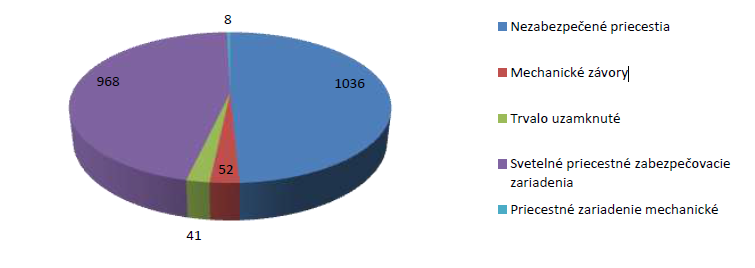 8
968
1036
52
41
Nezabezpečené priecestia
Mechanické závory
Trvalo uzamknuté
Svetelné priecestné zabezpečovacie
zariadenia
Priecestné zariadenie mechanické